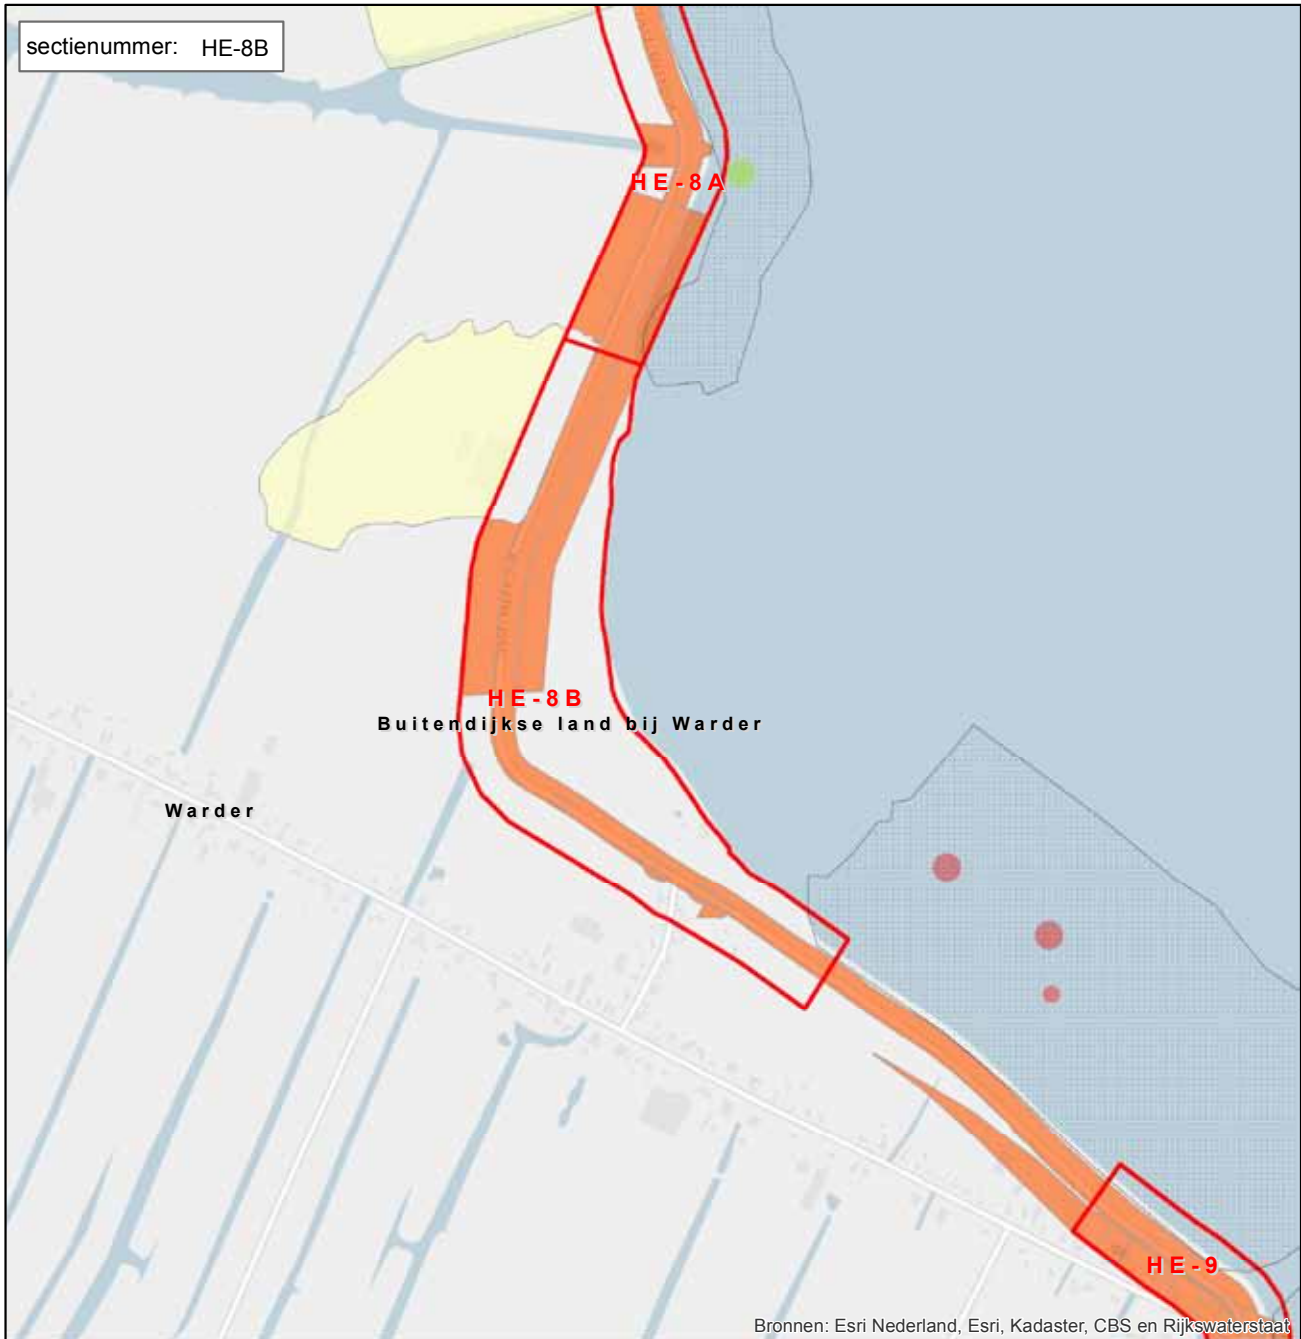 sectienummer: HE-8B
HE-8A
HE-8B
Buitendijkse land bij Warder
Warder
HE-9
Bronnen: Esri Nederland, Esri, Kadaster, CBS en Rijkswaterstaat